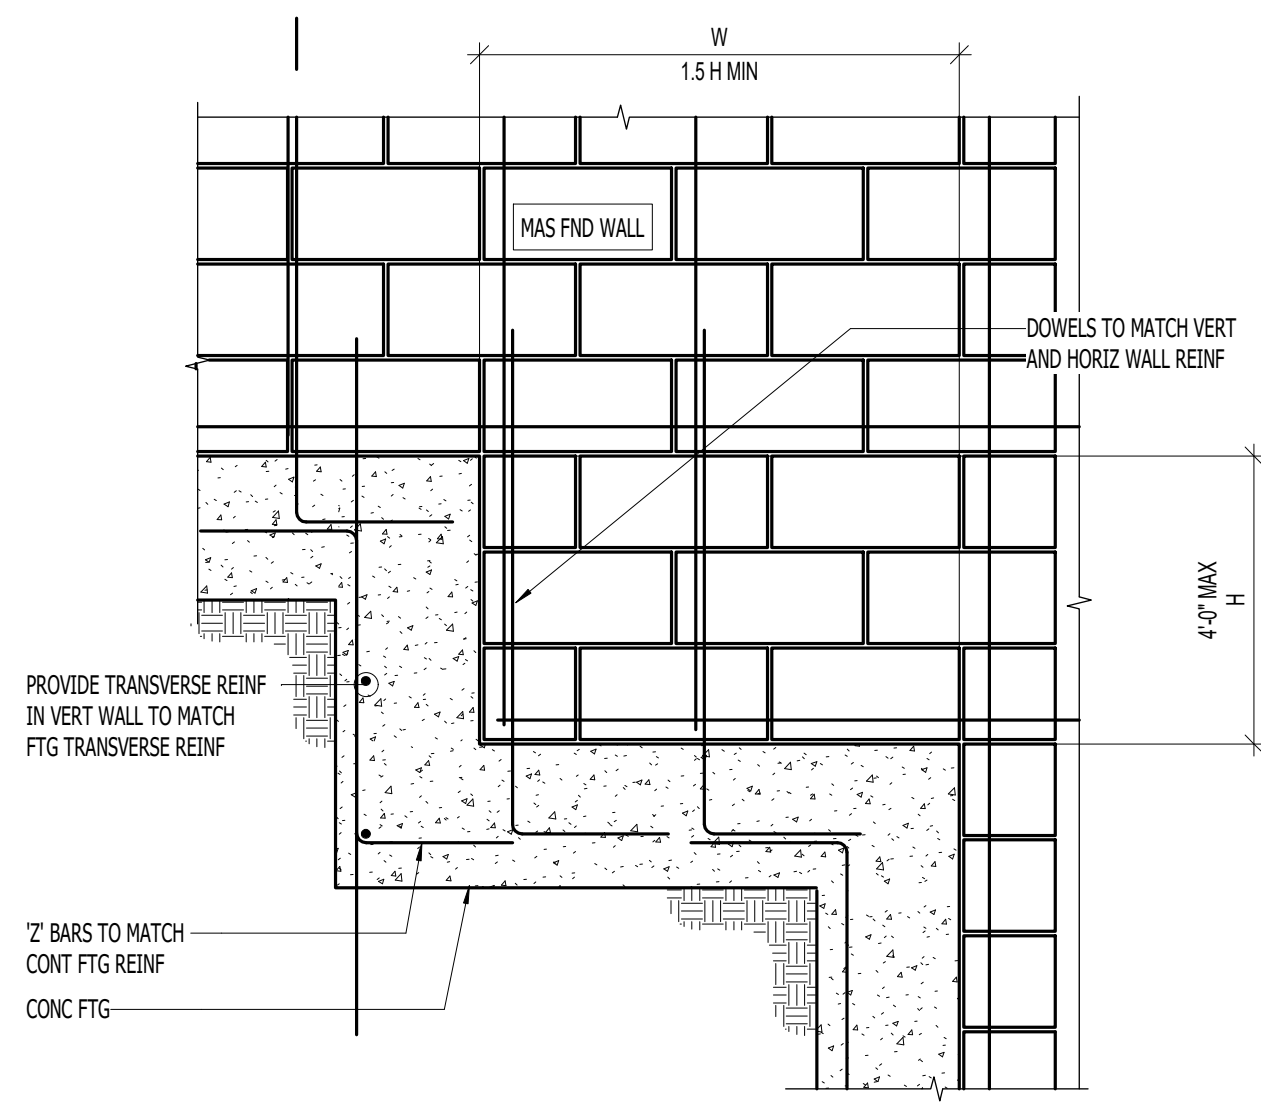 W
1.5 H MIN
MAS FND WALL
DOWELS TO MATCH VERT
AND HORIZ WALL REINF
4'-0" MAX
H
PROVIDE TRANSVERSE REINF
IN VERT WALL TO MATCH
FTG TRANSVERSE REINF
'Z' BARS TO MATCH
CONT FTG REINF
CONC FTG